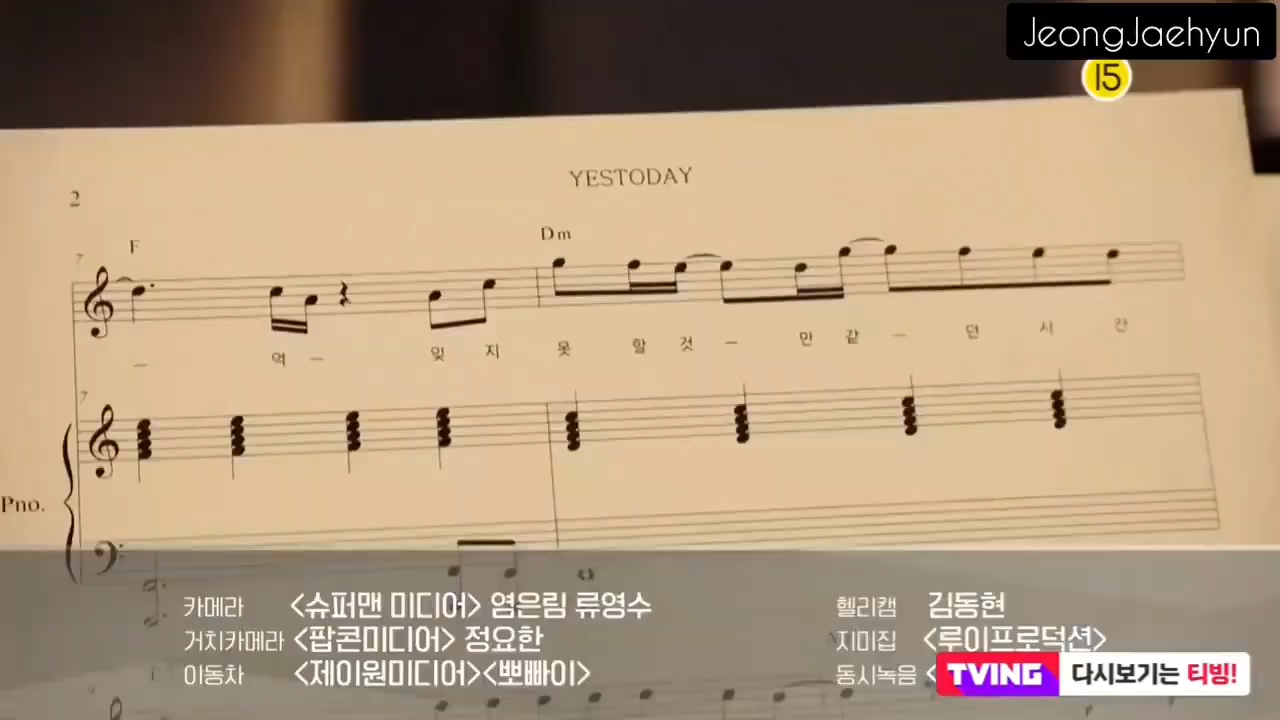 JeongJaehyun
15
2 YESTODAY
F Dm
7
― 억 ― 잊 지 못 할 것 ― 만 같 ― 던 시 간
7
Pno.
카메라 <슈퍼맨 미디어> 염은림 류영수 헬리캠 김동현
거치카메라 <팝콘미디어> 정요한 지미집 <루이프로덕션>
이동차 <제이원미디어><뽀빠이> 동시녹음 <
TVING 다시보기는 티빙!